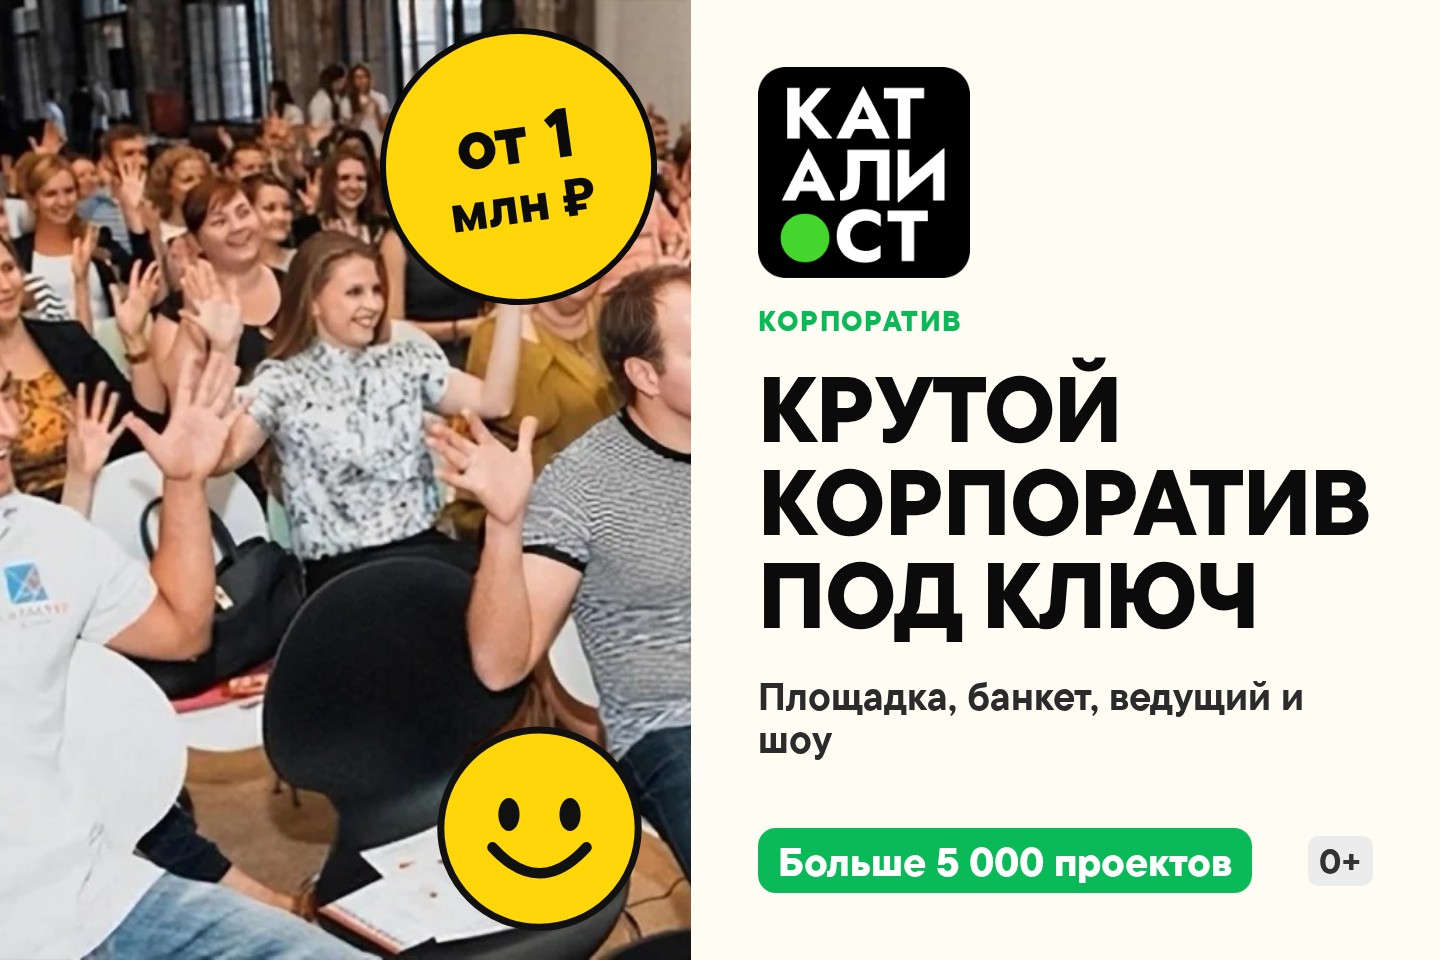 от 1
млн ₽
КАТ
АЛИ
СТ
КОРПОРАТИВ
КРУТОЙ
КОРПОРАТИВ
ПОД КЛЮЧ
Площадка, банкет, ведущий и
шоу
Больше 5 000 проектов
0+